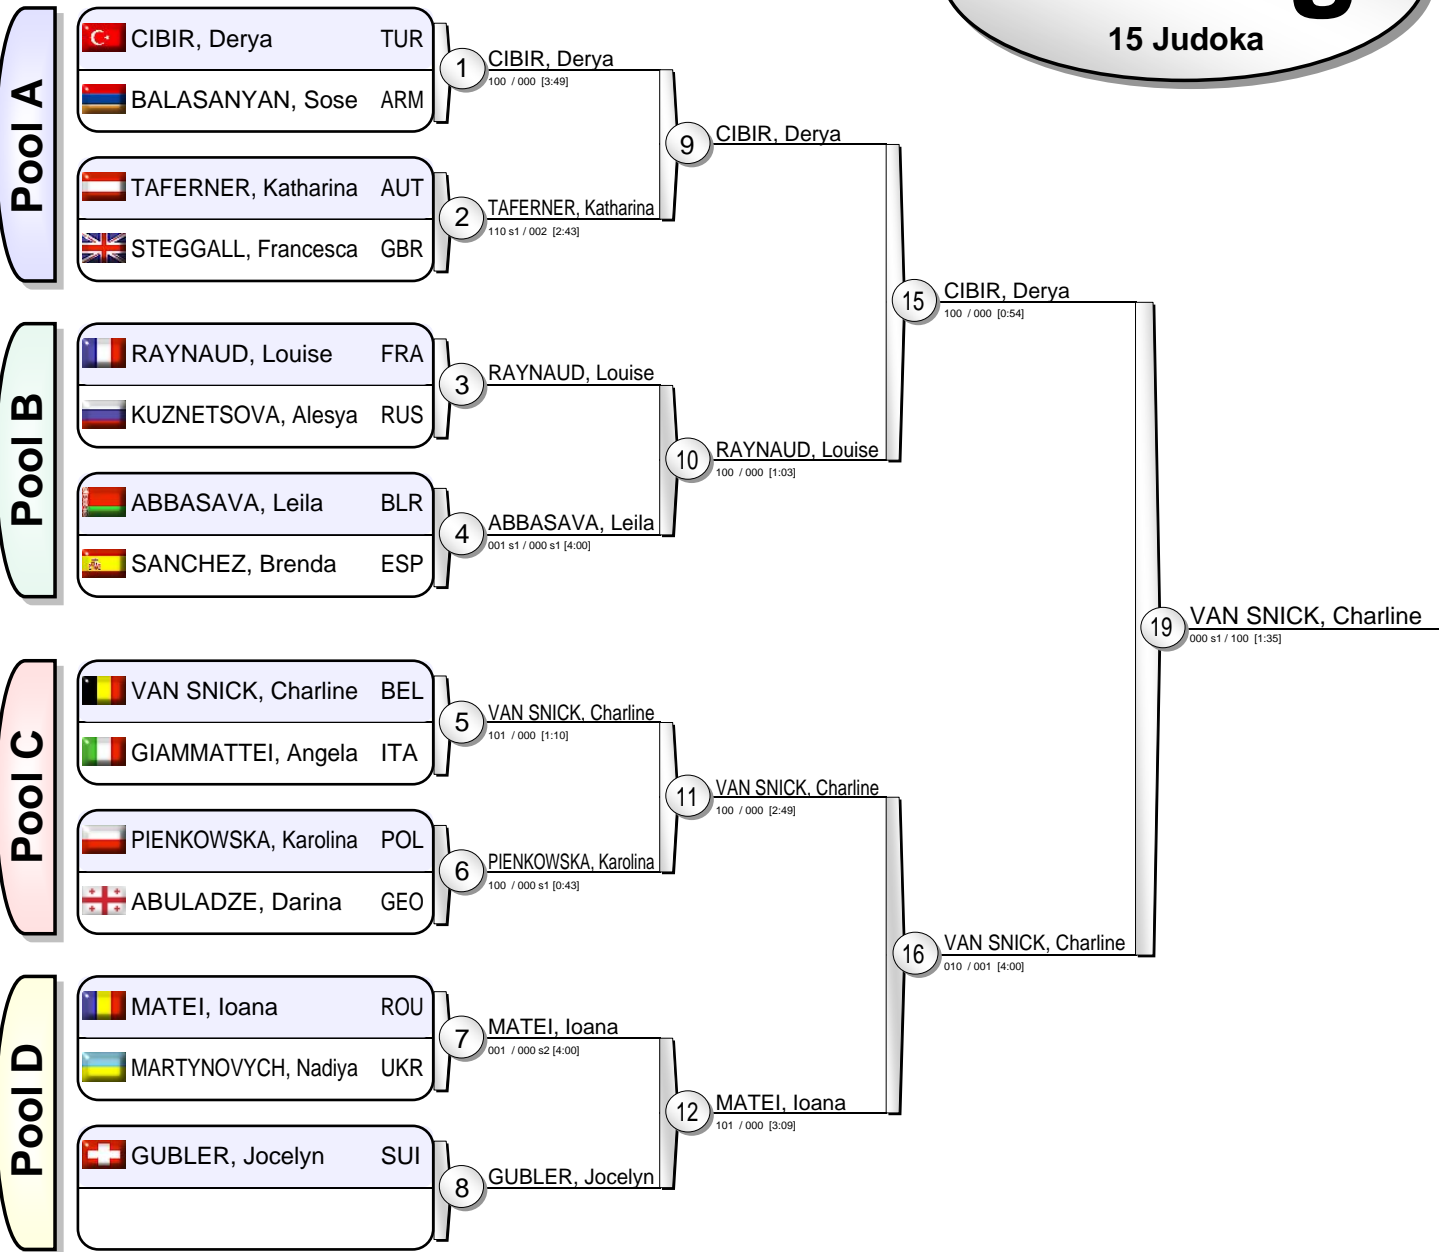 15 Judoka
Pool A
CIBIR, Derya TUR
BALASANYAN, Sose ARM
1
CIBIR, Derya
100 / 000 [3:49]
TAFERNER, Katharina AUT
STEGGALL, Francesca GBR
2
TAFERNER, Katharina
110 s1 / 002 [2:43]
9
CIBIR, Derya
Pool B
RAYNAUD, Louise FRA
KUZNETSOVA, Alesya RUS
3
RAYNAUD, Louise
ABBASAVA, Leila BLR
SANCHEZ, Brenda ESP
4
ABBASAVA, Leila
001 s1 / 000 s1 [4:00]
10
RAYNAUD, Louise
100 / 000 [1:03]
15
CIBIR, Derya
100 / 000 [0:54]
Pool C
VAN SNICK, Charline BEL
GIAMMATTEI, Angela ITA
5
VAN SNICK, Charline
101 / 000 [1:10]
PIENKOWSKA, Karolina POL
ABULADZE, Darina GEO
6
PIENKOWSKA, Karolina
100 / 000 s1 [0:43]
11
VAN SNICK, Charline
100 / 000 [2:49]
Pool D
MATEI, Ioana ROU
MARTYNOVYCH, Nadiya UKR
7
MATEI, Ioana
001 / 000 s2 [4:00]
GUBLER, Jocelyn SUI
8
GUBLER, Jocelyn
12
MATEI, Ioana
101 / 000 [3:09]
16
VAN SNICK, Charline
010 / 001 [4:00]
19
VAN SNICK, Charline
000 s1 / 100 [1:35]